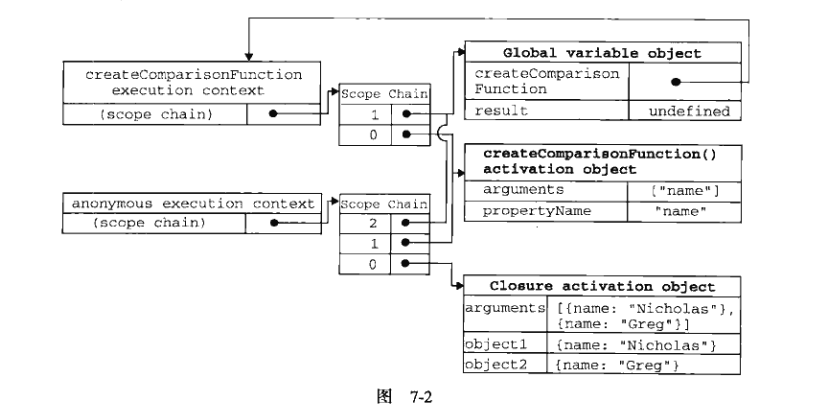 createComparisonFunction
execution context
(scope chain)
Scope Chain
1
0
Global variable object
createComparison
Function
result
undefined
createComparisonFunction()
activation object
arguments
["name"]
propertyName
"name"
anonymous execution context
(scope chain)
Scope Chain
2
1
0
Closure activation object
arguments
[{name: "Nicholas"},
{name: "Greg"}]
object1
{name: "Nicholas"}
object2
{name: "Greg"}
图 7-2